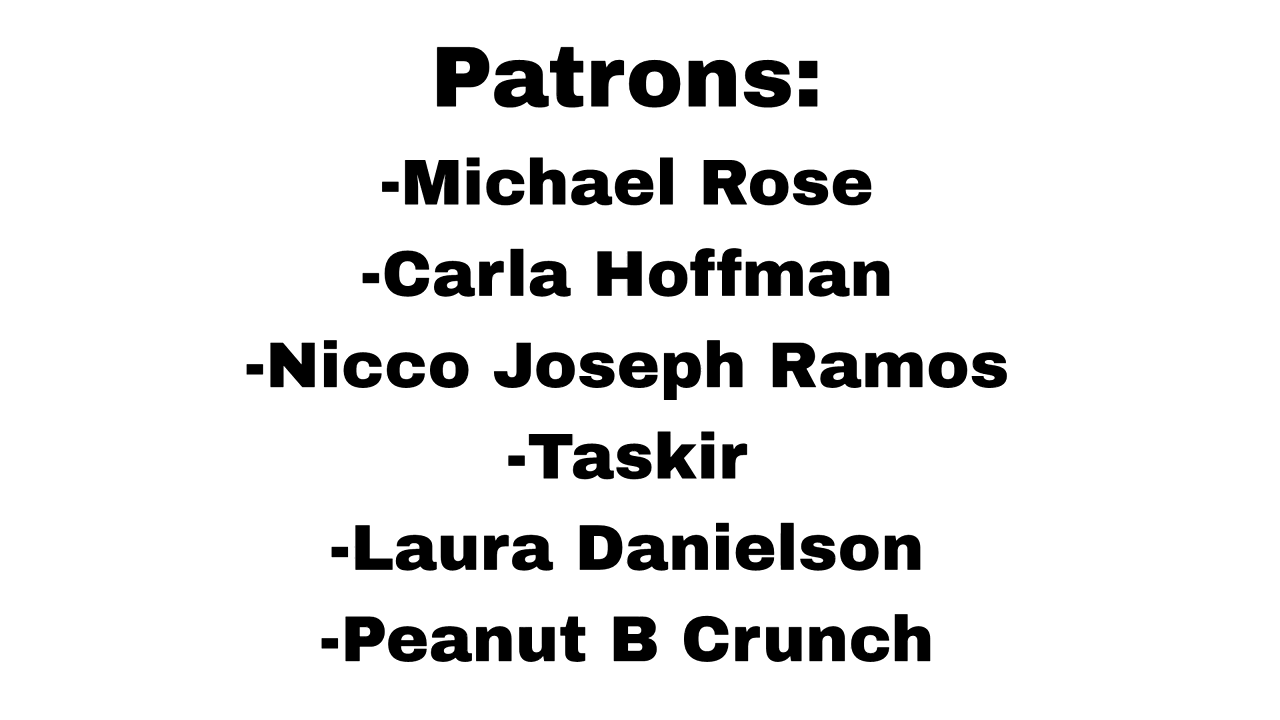 Patrons:
-Michael Rose
-Carla Hoffman
-Nicco Joseph Ramos
-Taskir
-Laura Danielson
-Peanut B Crunch